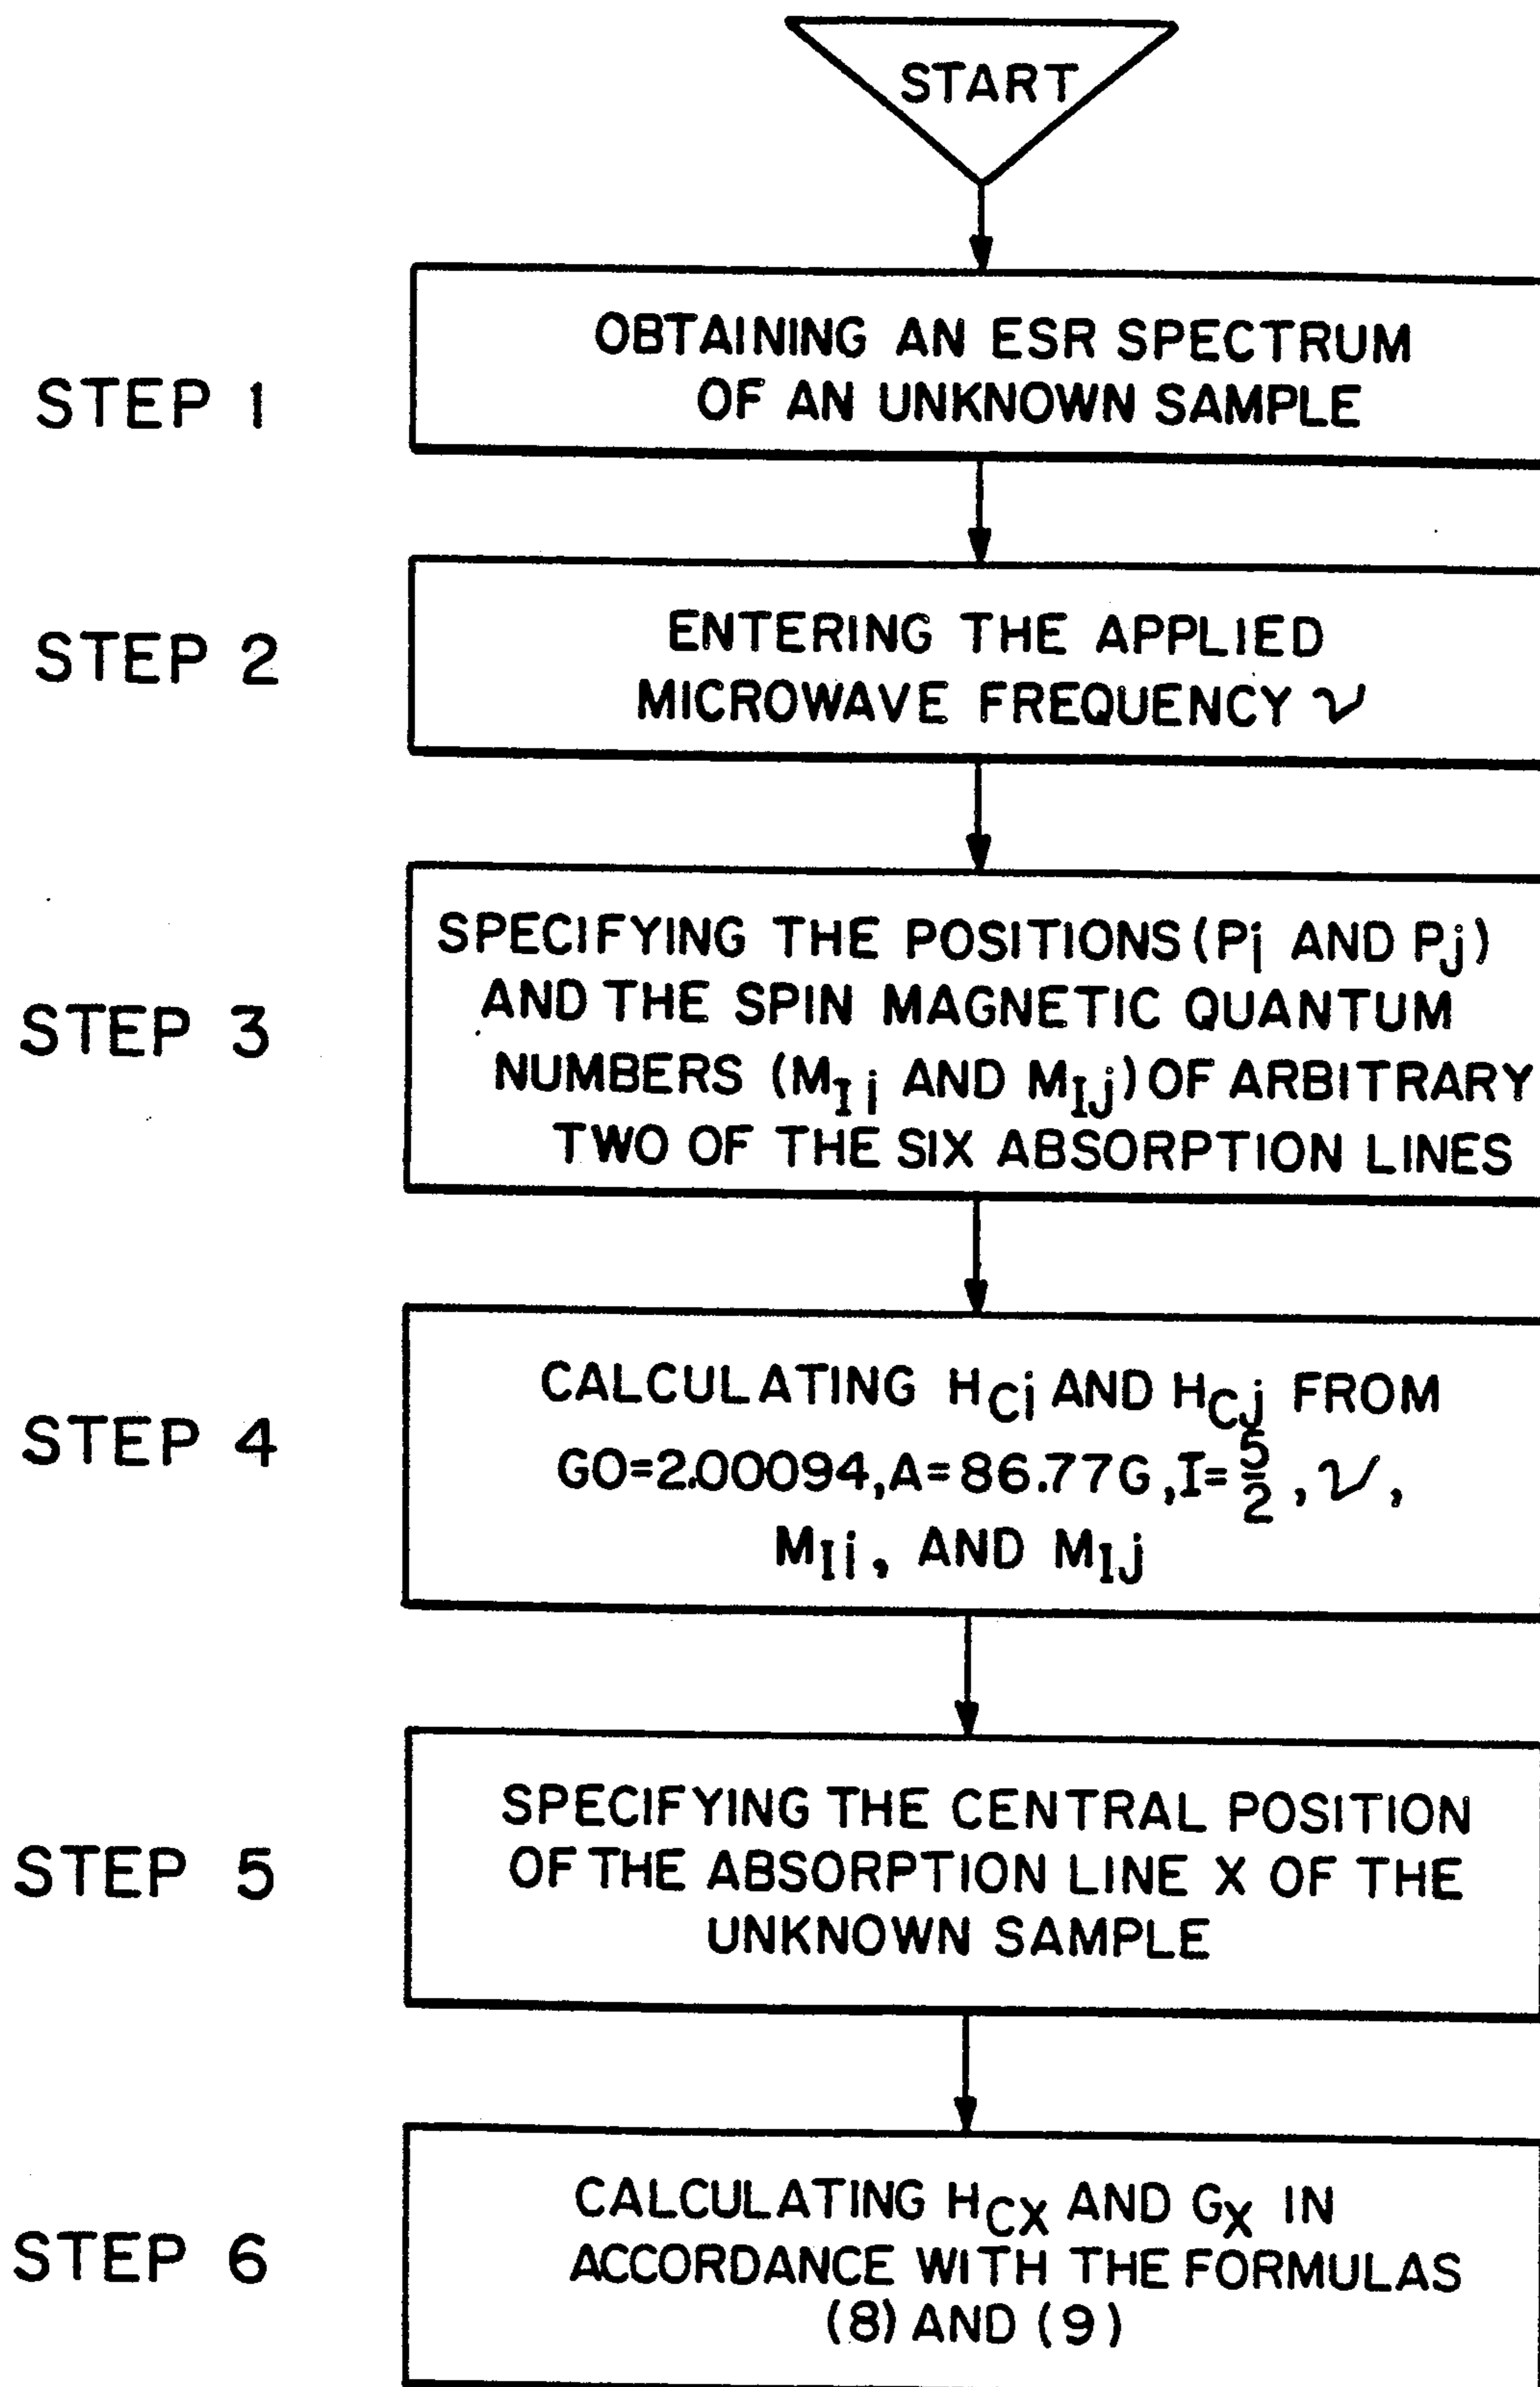 START
STEP 1
OBTAINING AN ESR SPECTRUM
OF AN UNKNOWN SAMPLE
STEP 2
ENTERING THE APPLIED
MICROWAVE FREQUENCY ν
STEP 3
SPECIFYING THE POSITIONS (Pi AND Pj)
AND THE SPIN MAGNETIC QUANTUM
NUMBERS (MIi AND MIj) OF ARBITRARY
TWO OF THE SIX ABSORPTION LINES
STEP 4
CALCULATING HCi AND HCj FROM
GO=2.00094, A=86.77G, I=5/2, ν,
MIi, AND MIj
STEP 5
SPECIFYING THE CENTRAL POSITION
OF THE ABSORPTION LINE X OF THE
UNKNOWN SAMPLE
STEP 6
CALCULATING HCX AND GX IN
ACCORDANCE WITH THE FORMULAS
(8) AND (9)